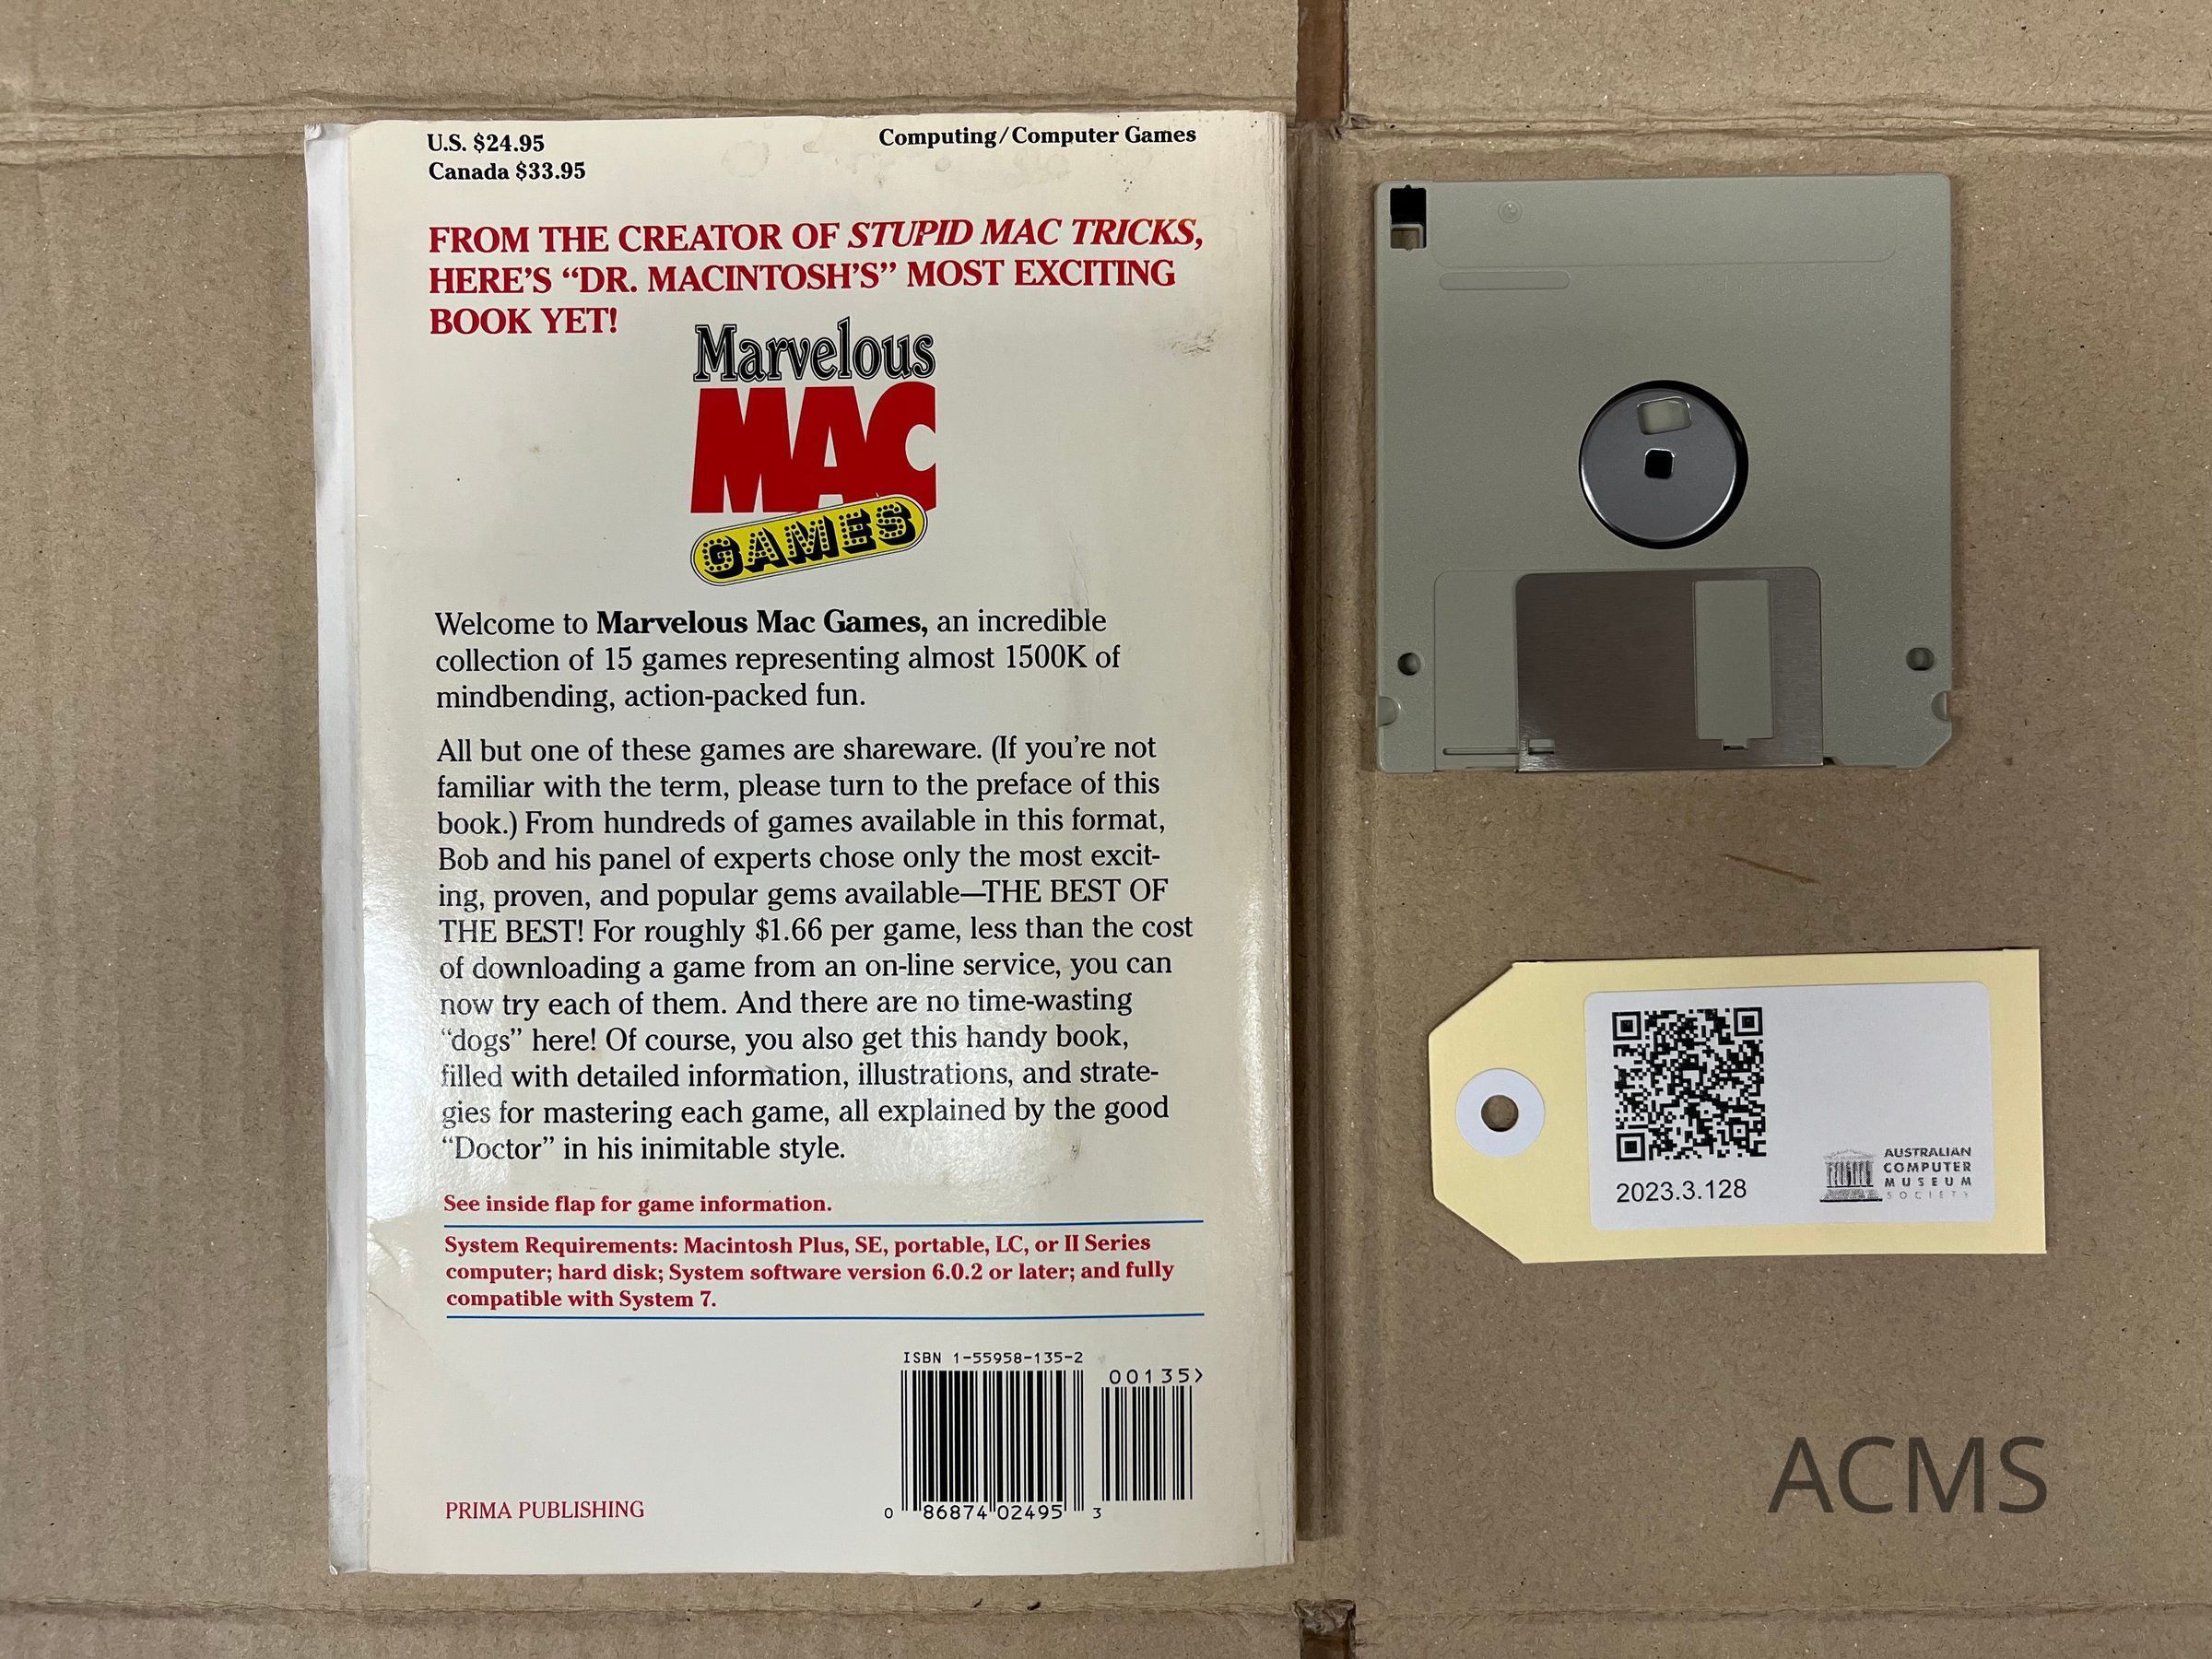 U.S. $24.95
Canada $33.95
Computing/Computer Games
FROM THE CREATOR OF STUPID MAC TRICKS,
HERE'S “DR. MACINTOSH'S” MOST EXCITING
BOOK YET!
Marvelous
MAC
GAMES
Welcome to Marvelous Mac Games, an incredible
collection of 15 games representing almost 1500K of
mindbending, action-packed fun.
All but one of these games are shareware. (If you're not
familiar with the term, please turn to the preface of this
book.) From hundreds of games available in this format,
Bob and his panel of experts chose only the most excit-
ing, proven, and popular gems available—THE BEST OF
THE BEST! For roughly $1.66 per game, less than the cost
of downloading a game from an on-line service, you can
now try each of them. And there are no time-wasting
“dogs” here! Of course, you also get this handy book,
filled with detailed information, illustrations, and strate-
gies for mastering each game, all explained by the good
“Doctor” in his inimitable style.
See inside flap for game information.
System Requirements: Macintosh Plus, SE, portable, LC, or II Series
computer; hard disk; System software version 6.0.2 or later; and fully
compatible with System 7.
ISBN 1-55958-135-2
00135>
0 86874 02495 3
PRIMA PUBLISHING
2023.3.128
AUSTRALIAN
COMPUTER
MUSEUM
SOCIETY
ACMS